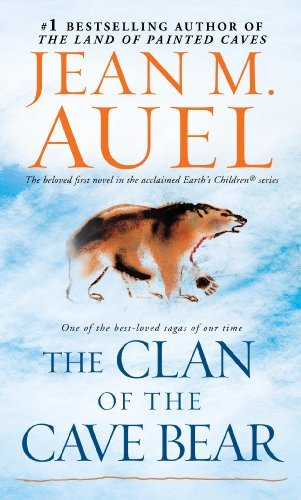 #1 BESTSELLING AUTHOR OF
THE LAND OF PAINTED CAVES
JEAN M.
AUEL
The beloved first novel in the acclaimed Earth's Children® series
One of the best-loved sagas of our time
THE CLAN
OF THE
CAVE BEAR